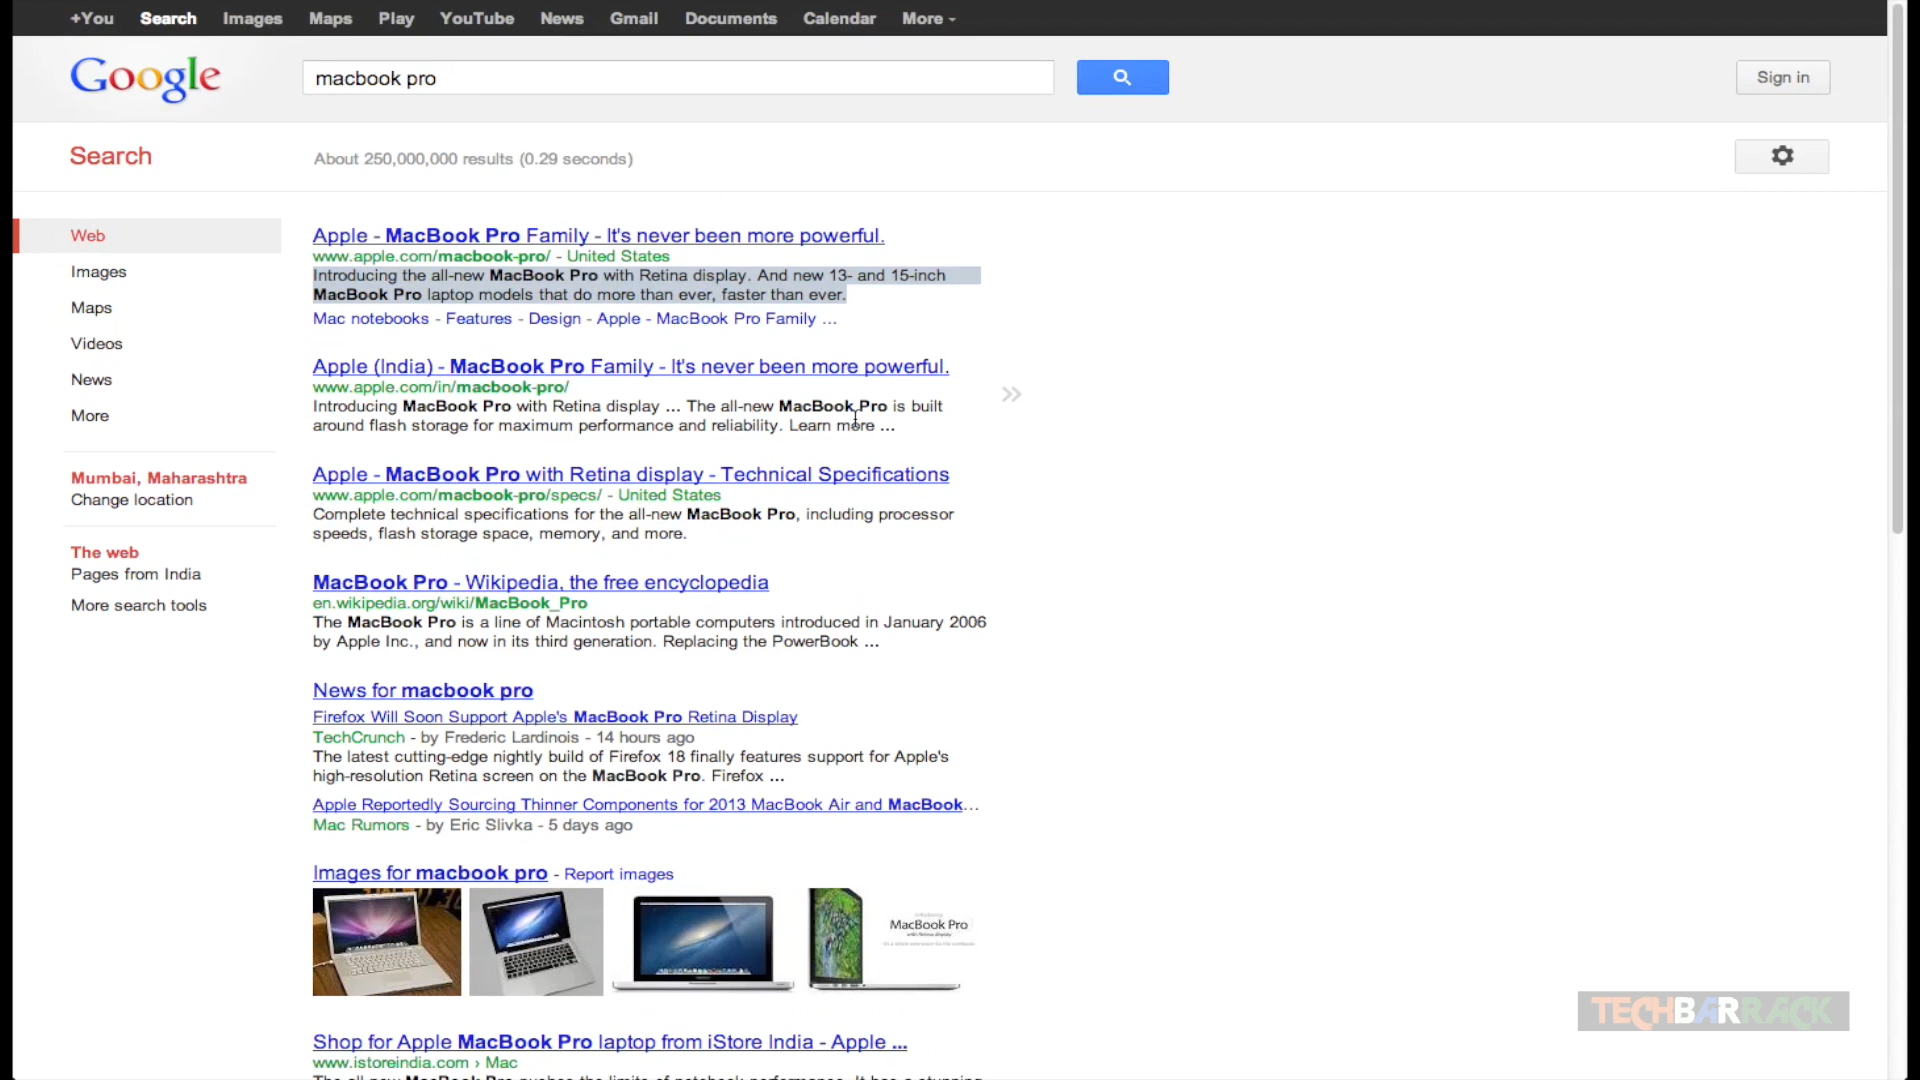 +You Search Images Maps Play YouTube News Gmail Documents Calendar More
Google
macbook pro
Sign in
Search
About 250,000,000 results (0.29 seconds)
Web
Images
Maps
Videos
News
More
Mumbai, Maharashtra
Change location
The web
Pages from India
More search tools
Apple - MacBook Pro Family - It's never been more powerful.
www.apple.com/macbook-pro/ - United States
Introducing the all-new MacBook Pro with Retina display. And new 13- and 15-inch
MacBook Pro laptop models that do more than ever, faster than ever.
Mac notebooks - Features - Design - Apple - MacBook Pro Family ...
Apple (India) - MacBook Pro Family - It's never been more powerful.
www.apple.com/in/macbook-pro/
Introducing MacBook Pro with Retina display ... The all-new MacBook Pro is built
around flash storage for maximum performance and reliability. Learn more ...
»
Apple - MacBook Pro with Retina display - Technical Specifications
www.apple.com/macbook-pro/specs/ - United States
Complete technical specifications for the all-new MacBook Pro, including processor
speeds, flash storage space, memory, and more.
MacBook Pro - Wikipedia, the free encyclopedia
en.wikipedia.org/wiki/MacBook_Pro
The MacBook Pro is a line of Macintosh portable computers introduced in January 2006
by Apple Inc., and now in its third generation. Replacing the PowerBook ...
News for macbook pro
Firefox Will Soon Support Apple's MacBook Pro Retina Display
TechCrunch - by Frederic Lardinois - 14 hours ago
The latest cutting-edge nightly build of Firefox 18 finally features support for Apple's
high-resolution Retina screen on the MacBook Pro. Firefox ...
Apple Reportedly Sourcing Thinner Components for 2013 MacBook Air and MacBook...
Mac Rumors - by Eric Slivka - 5 days ago
Images for macbook pro - Report images
MacBook Pro
TECHBARRACK
Shop for Apple MacBook Pro laptop from iStore India - Apple ...
www.istoreindia.com › Mac